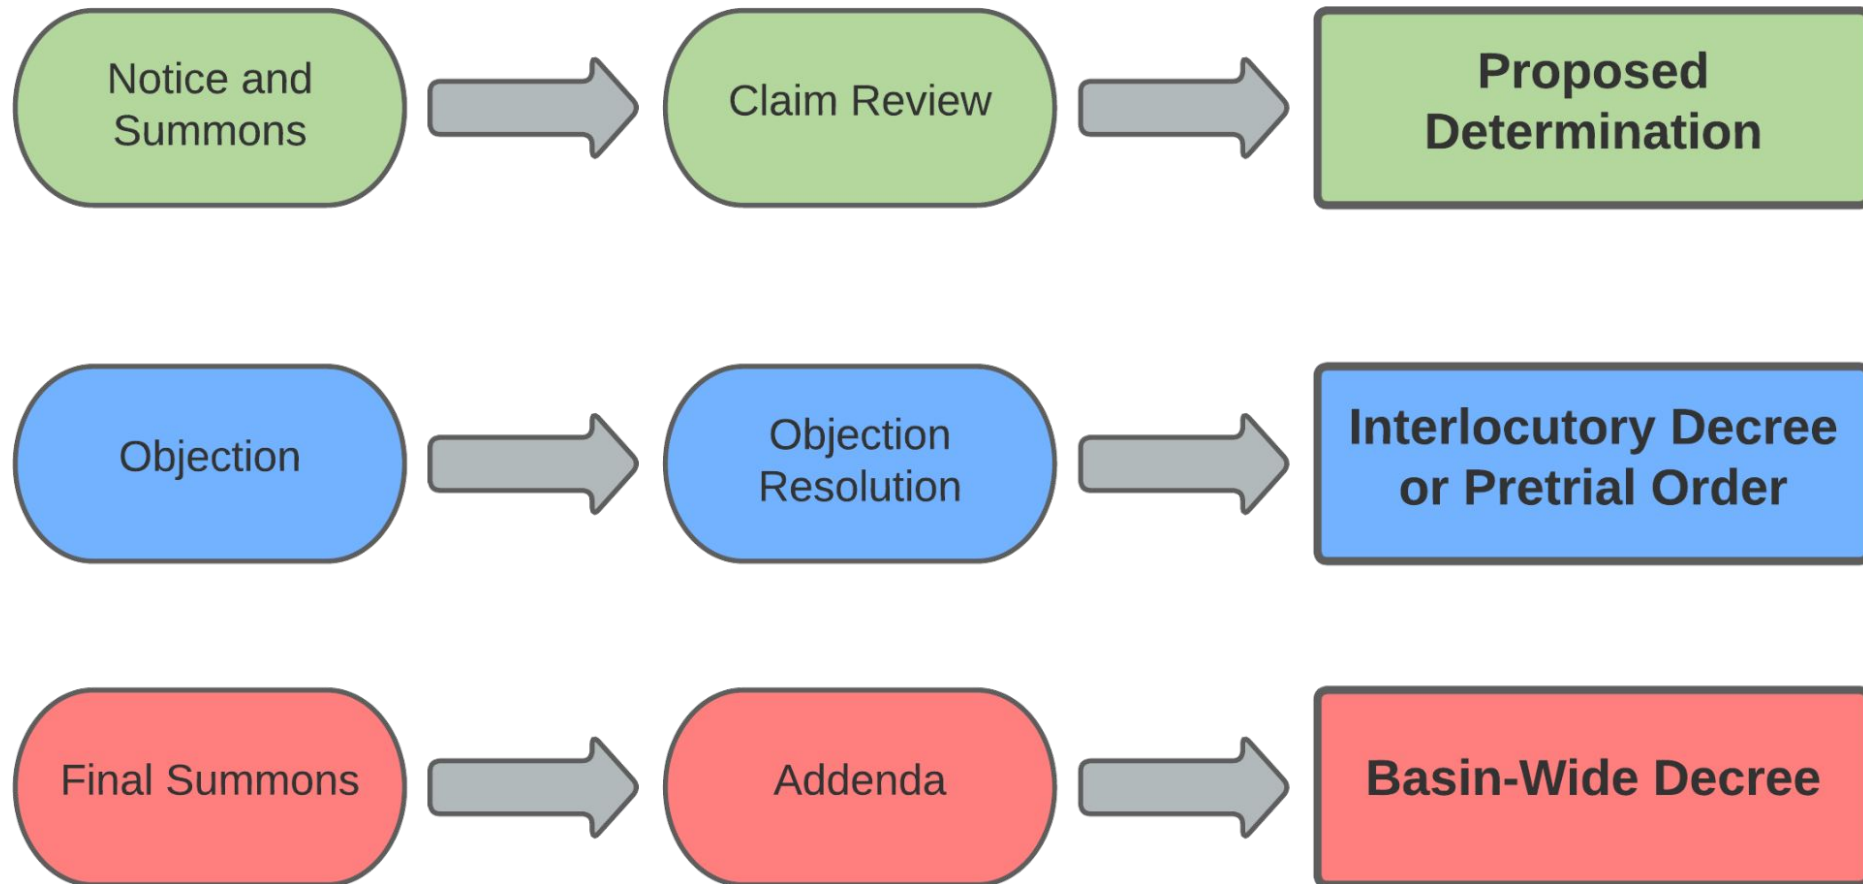 Notice and
Summons
Claim Review
Proposed
Determination
Objection
Objection
Resolution
Interlocutory Decree
or Pretrial Order
Final Summons
Addenda
Basin-Wide Decree